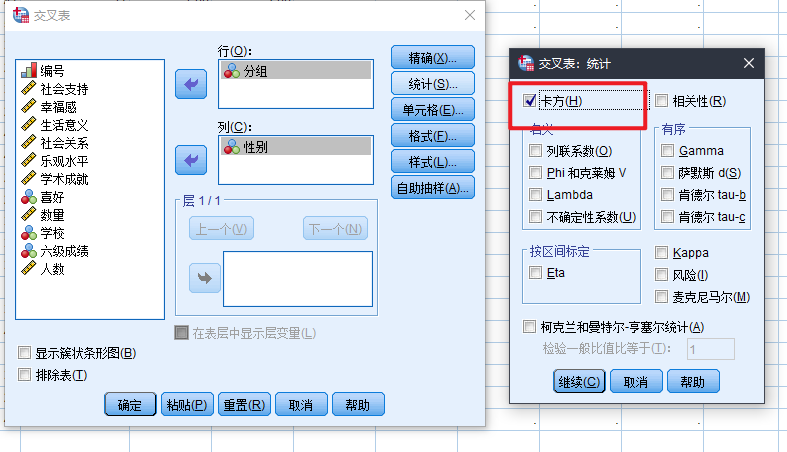 交叉表
编号
社会支持
幸福感
生活意义
社会关系
乐观水平
学术成就
喜好
数量
学校
六级成绩
人数
行(O):
分组
列(C):
性别
层 1 / 1
上一个(V)
下一个(N)
在表层中显示层变量(L)
显示簇状条形图(B)
排除表(T)
确定
粘贴(P)
重置(R)
取消
帮助
精确(X)...
统计(S)...
单元格(E)...
格式(F)...
样式(L)...
自助抽样(A)...
交叉表: 统计
卡方(H)
相关性(R)
名义
列联系数(O)
Phi 和克莱姆 V
Lambda
不确定性系数(U)
有序
Gamma
萨默斯 d(S)
肯德尔 tau-b
肯德尔 tau-c
按区间标定
Eta
Kappa
风险(I)
麦克尼马尔(M)
柯克兰和曼特尔-亨塞尔统计(A)
检验一般比值比等于(T):
1
继续(C)
取消
帮助